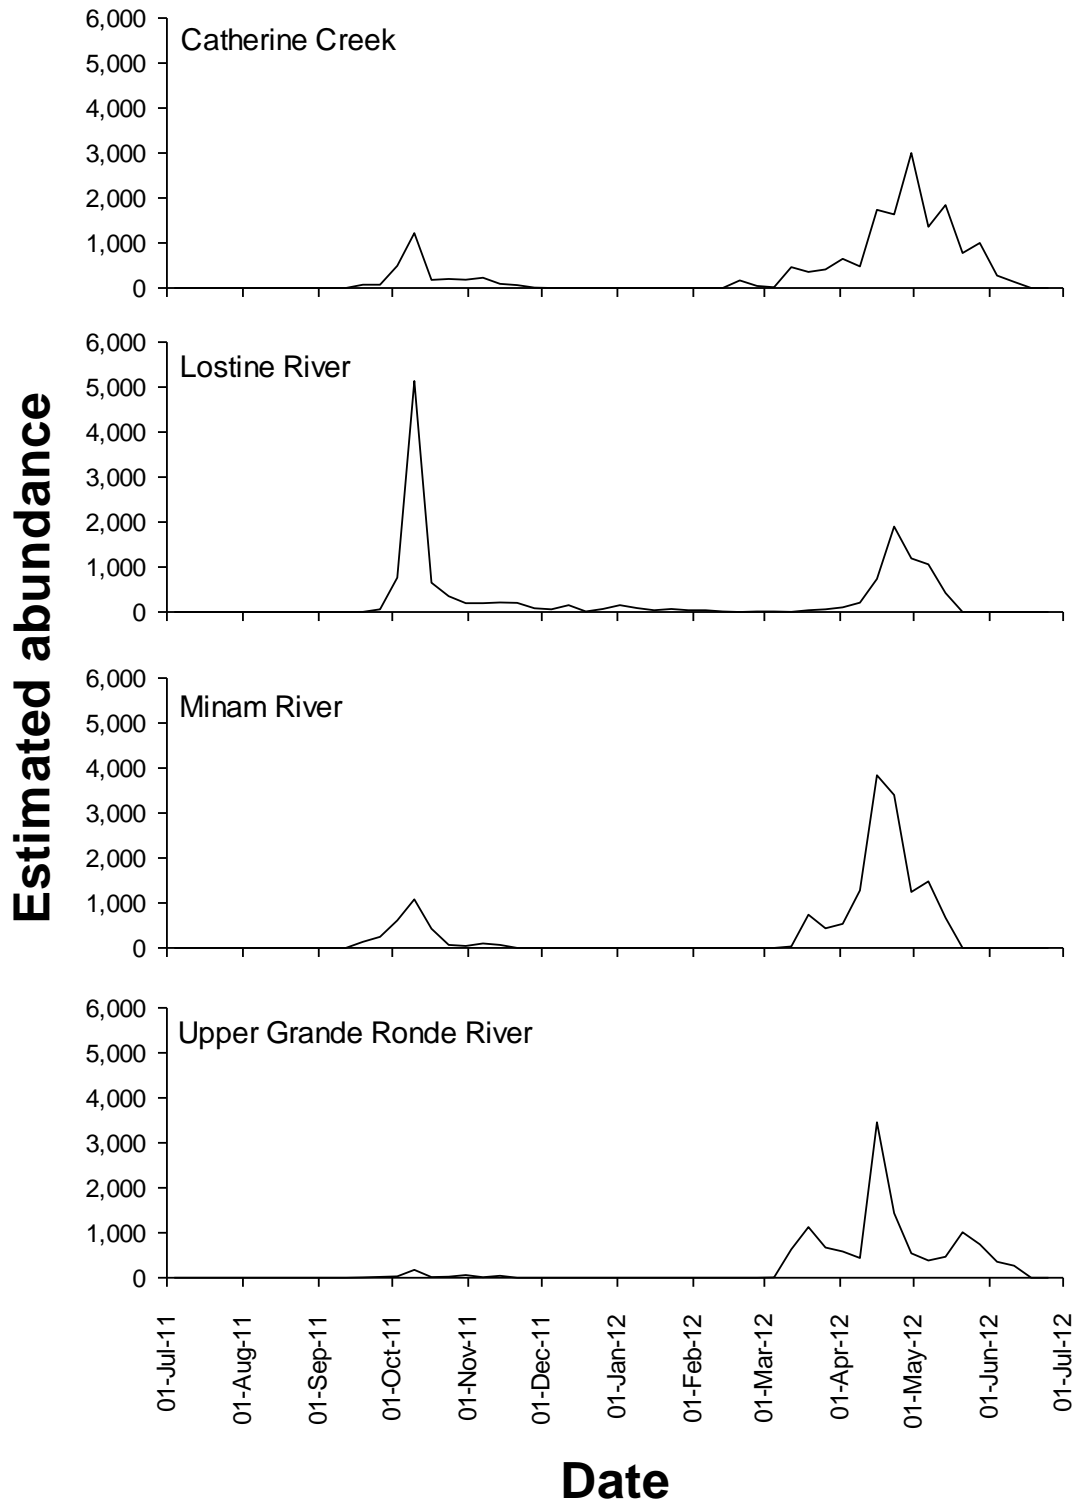 6,000
Catherine Creek
5,000
4,000
3,000
2,000
1,000
0
6,000
Lostine River
5,000
4,000
3,000
2,000
1,000
0
Estimated abundance
6,000
Minam River
5,000
4,000
3,000
2,000
1,000
0
6,000
Upper Grande Ronde River
5,000
4,000
3,000
2,000
1,000
0
01-Jul-11
01-Aug-11
01-Sep-11
01-Oct-11
01-Nov-11
01-Dec-11
01-Jan-12
01-Feb-12
01-Mar-12
01-Apr-12
01-May-12
01-Jun-12
01-Jul-12
Date